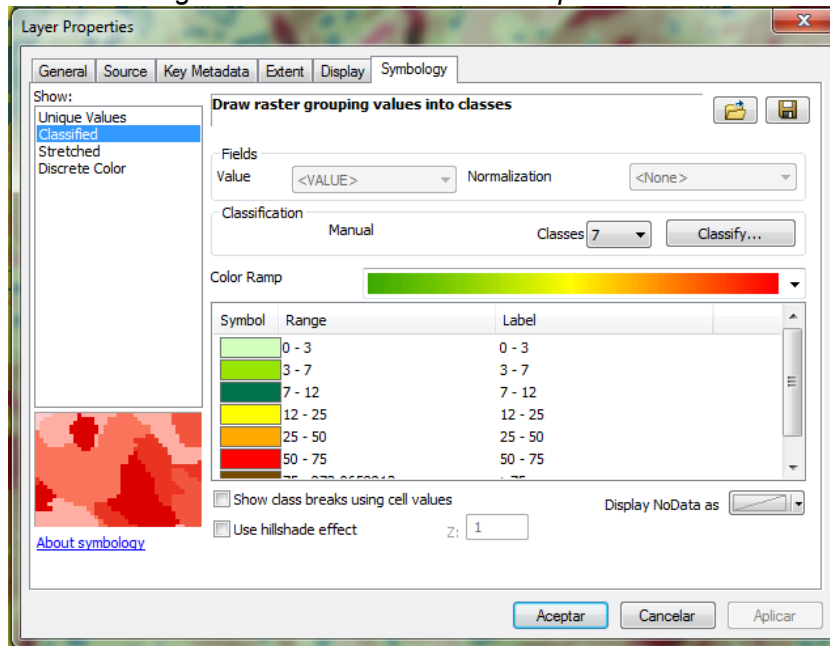 Layer Properties
General Source Key Metadata Extent Display Symbology
Show:
Unique Values
Classified
Stretched
Discrete Color
Draw raster grouping values into classes
Fields
Value <VALUE> Normalization <None>
Classification
Manual Classes 7 Classify...
Color Ramp
Symbol Range Label
0 - 3 0 - 3
3 - 7 3 - 7
7 - 12 7 - 12
12 - 25 12 - 25
25 - 50 25 - 50
50 - 75 50 - 75
Show class breaks using cell values
Display NoData as
Use hillshade effect Z: 1
About symbology
Aceptar Cancelar Aplicar